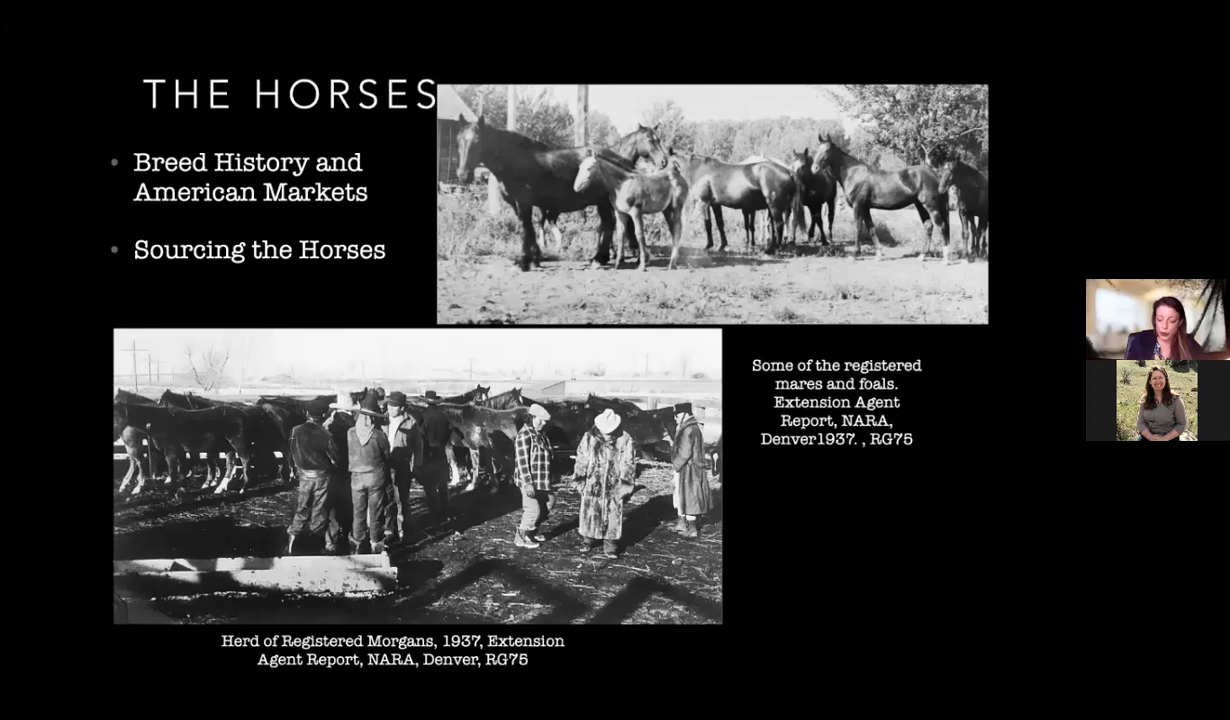 THE HORSES
Breed History and
American Markets
Sourcing the Horses
Some of the registered
mares and foals.
Extension Agent
Report, NARA,
Denver1937. , RG75
Herd of Registered Morgans, 1937, Extension
Agent Report, NARA, Denver, RG75